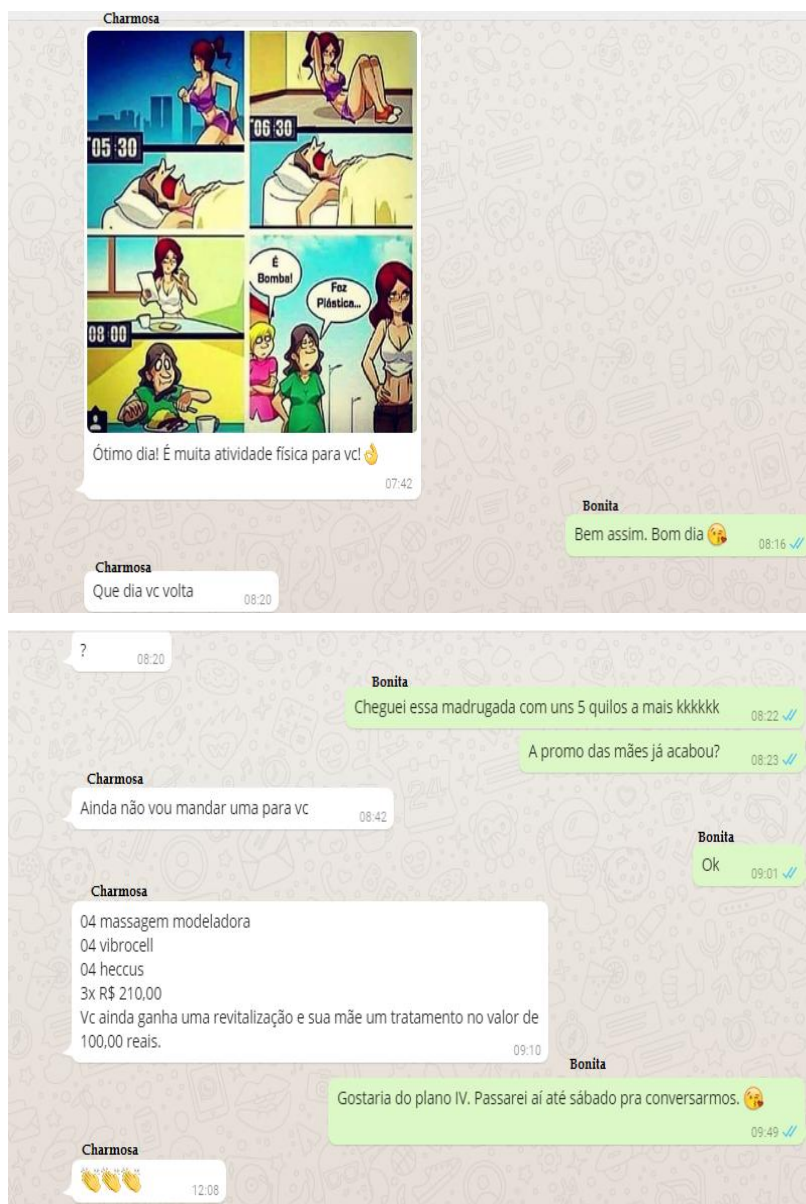 Charmosa
05 30
06 30
08 00
É
Bomba!
Foz
Plástica...
Ótimo dia! É muita atividade física para vc!👌
07:42
Bonita
Bem assim. Bom dia 😘
08:16
Charmosa
Que dia vc volta
08:20
?
08:20
Bonita
Cheguei essa madrugada com uns 5 quilos a mais kkkkkk
08:22
A promo das mães já acabou?
08:23
Charmosa
Ainda não vou mandar uma para vc
08:42
Bonita
Ok
09:01
Charmosa
04 massagem modeladora
04 vibrocell
04 heccus
3x R$ 210,00
Vc ainda ganha uma revitalização e sua mãe um tratamento no valor de
100,00 reais.
09:10
Bonita
Gostaria do plano IV. Passarei aí até sábado pra conversarmos. 😘
09:49
Charmosa
👏👏👏
12:08